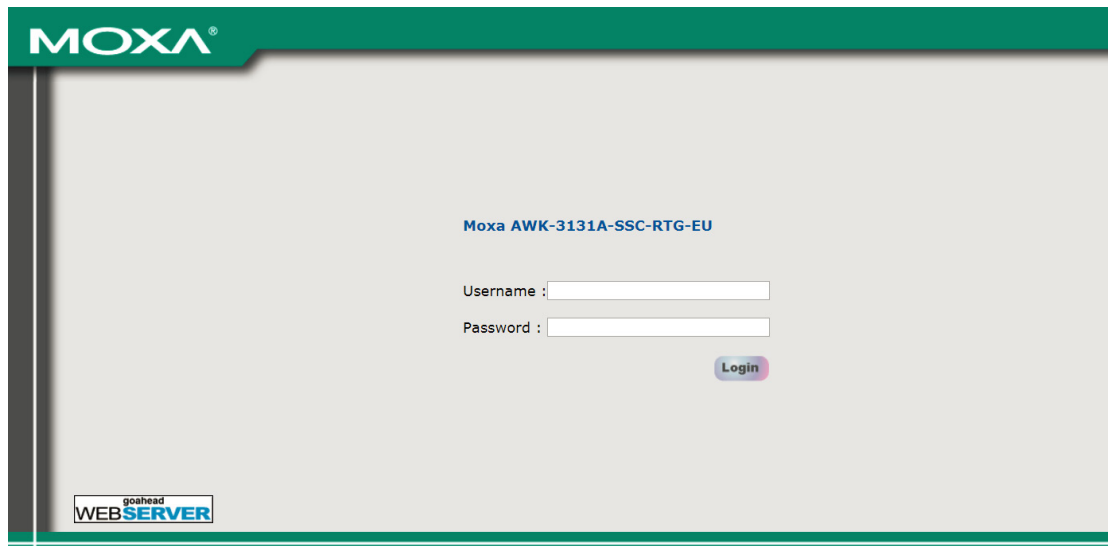 MOXA®
Moxa AWK-3131A-SSC-RTG-EU
Username :
Password :
Login
goahead
WEBSERVER